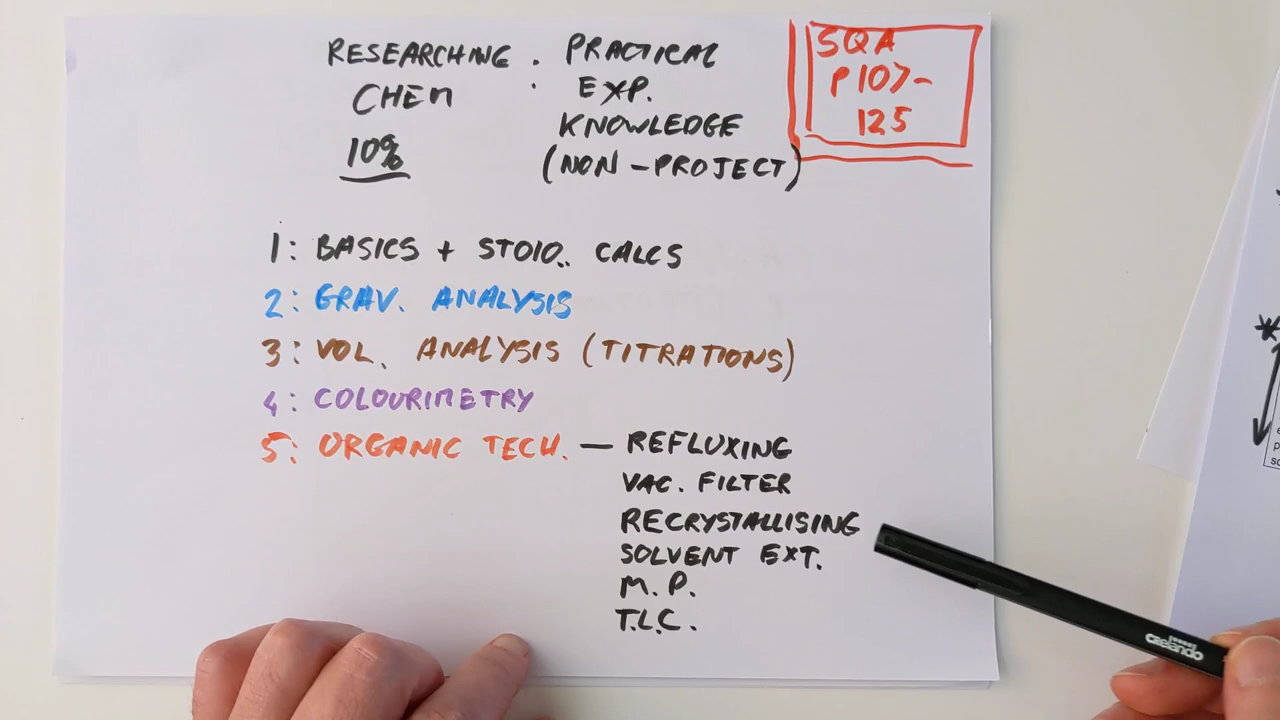 RESEARCHING
CHEM
10%
. PRACTICAL
. EXP.
KNOWLEDGE
(NON-PROJECT)
SQA
P107-
125
1: BASICS + STOIO.. CALCS
2: GRAV. ANALYSIS
3: VOL. ANALYSIS (TITRATIONS)
4: COLOURIMETRY
5: ORGANIC TECH. — REFLUXING
VAC. FILTER
RECRYSTALLISING
SOLVENT EXT.
M.P.
T.L.C.